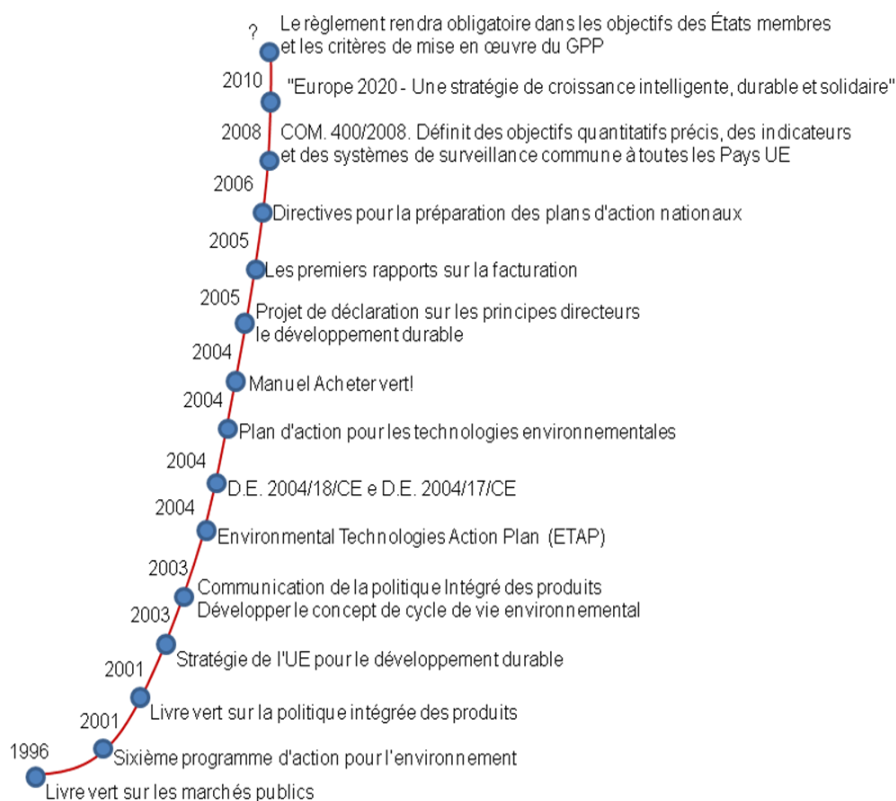 ? Le règlement rendra obligatoire dans les objectifs des États membres
et les critères de mise en œuvre du GPP
2010 "Europe 2020 - Une stratégie de croissance intelligente, durable et solidaire"
2008 COM. 400/2008. Définit des objectifs quantitatifs précis, des indicateurs
et des systèmes de surveillance commune à toutes les Pays UE
2006
Directives pour la préparation des plans d'action nationaux
2005
Les premiers rapports sur la facturation
2005
Projet de déclaration sur les principes directeurs
le développement durable
2004
Manuel Acheter vert!
2004
Plan d'action pour les technologies environnementales
2004
D.E. 2004/18/CE e D.E. 2004/17/CE
2004
Environmental Technologies Action Plan (ETAP)
2003
Communication de la politique Intégré des produits
Développer le concept de cycle de vie environnemental
2003
Stratégie de l'UE pour le développement durable
2001
Livre vert sur la politique intégrée des produits
2001
Sixième programme d'action pour l'environnement
1996
Livre vert sur les marchés publics